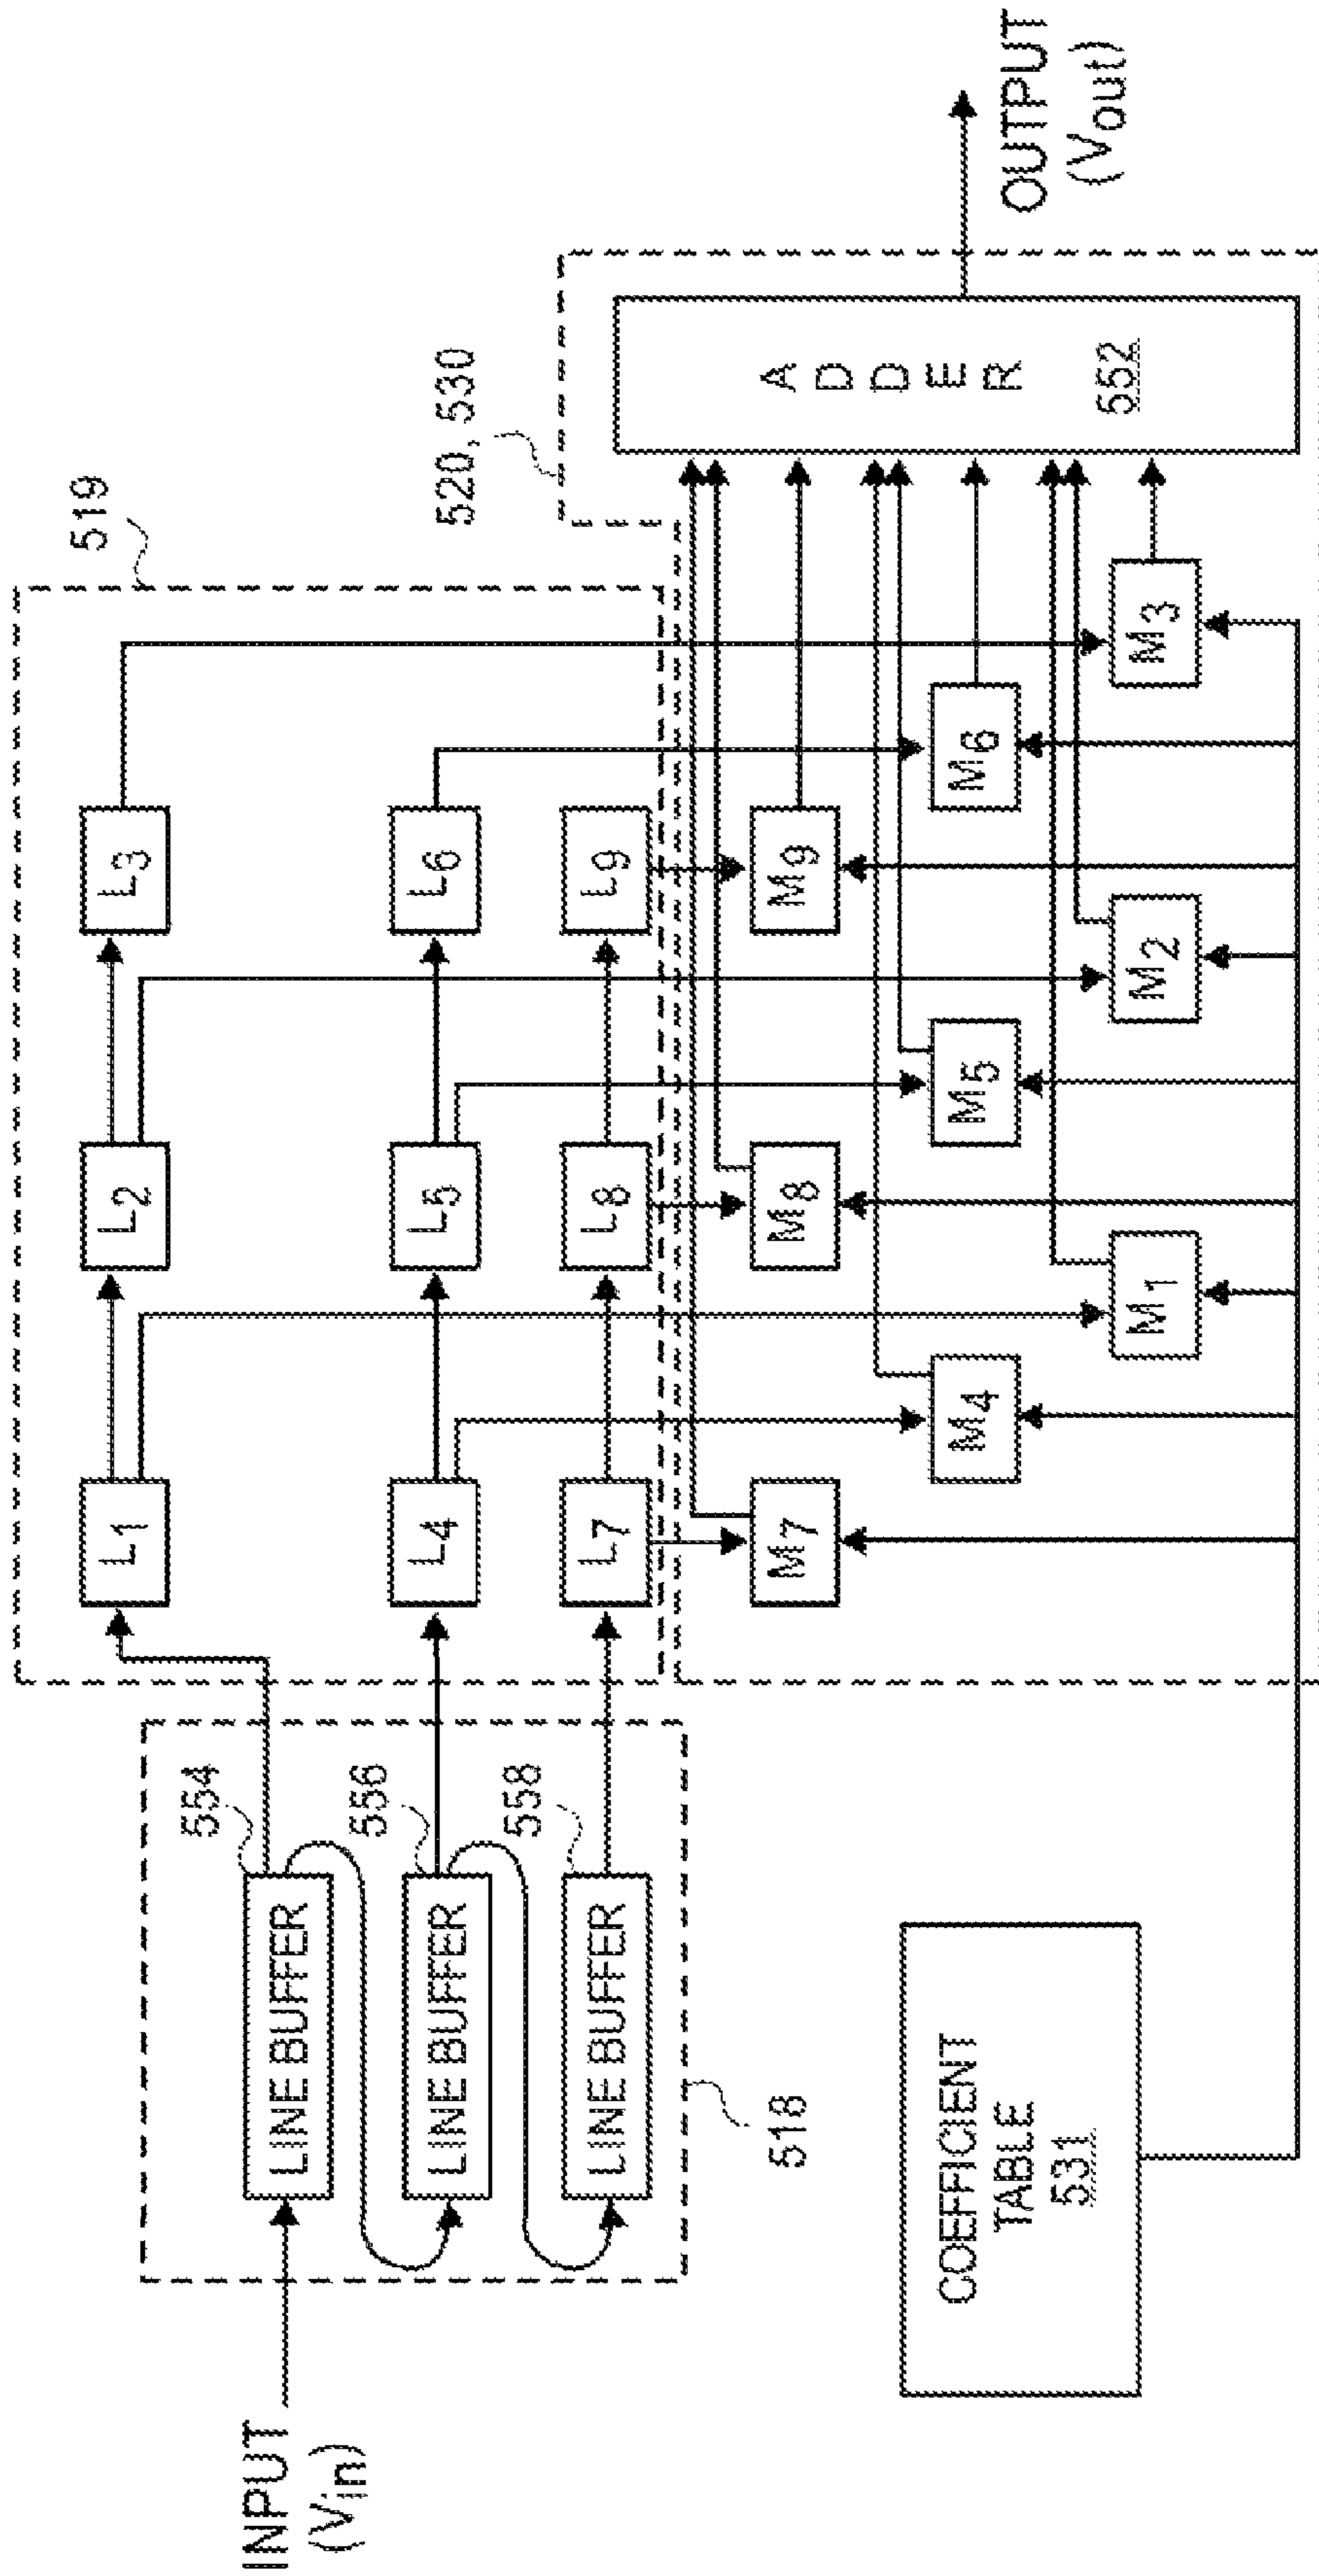 INPUT
(Vin)
518
LINE BUFFER
554
LINE BUFFER
556
LINE BUFFER
558
519
L1
L2
L3
L4
L5
L6
L7
L8
L9
520, 530
M7
M8
M9
M4
M5
M6
M1
M2
M3
ADDER
552
OUTPUT
(Vout)
COEFFICIENT
TABLE
531